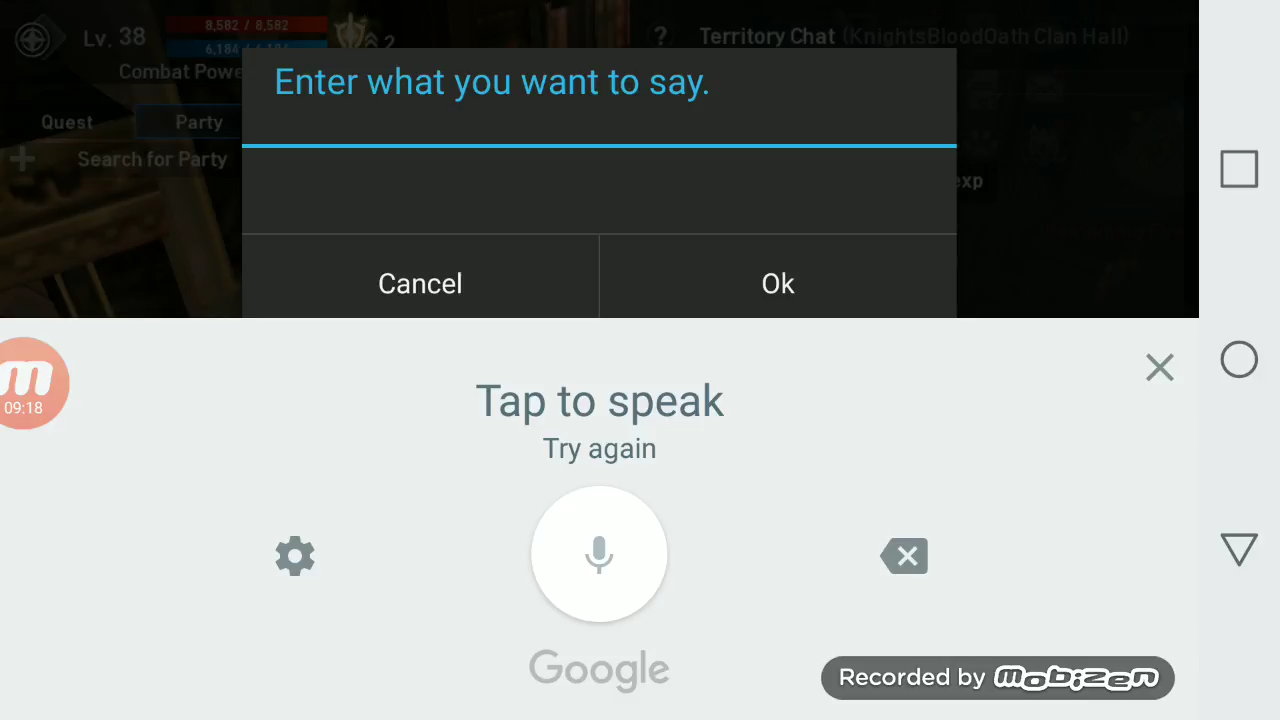 Lv. 38
8,582 / 8,582
2
?
Territory Chat (KnightsBloodOath Clan Hall)
Combat Powe
Enter what you want to say.
Quest
Party
Search for Party
exp
Cancel
Ok
Tap to speak
Try again
09:18
Google
Recorded by mobizen